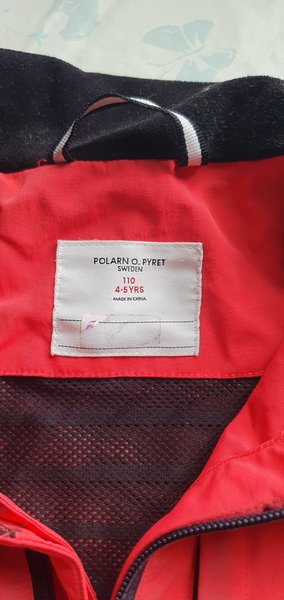 POLARN O. PYRET
SWEDEN
110
4-5YRS
MADE IN CHINA